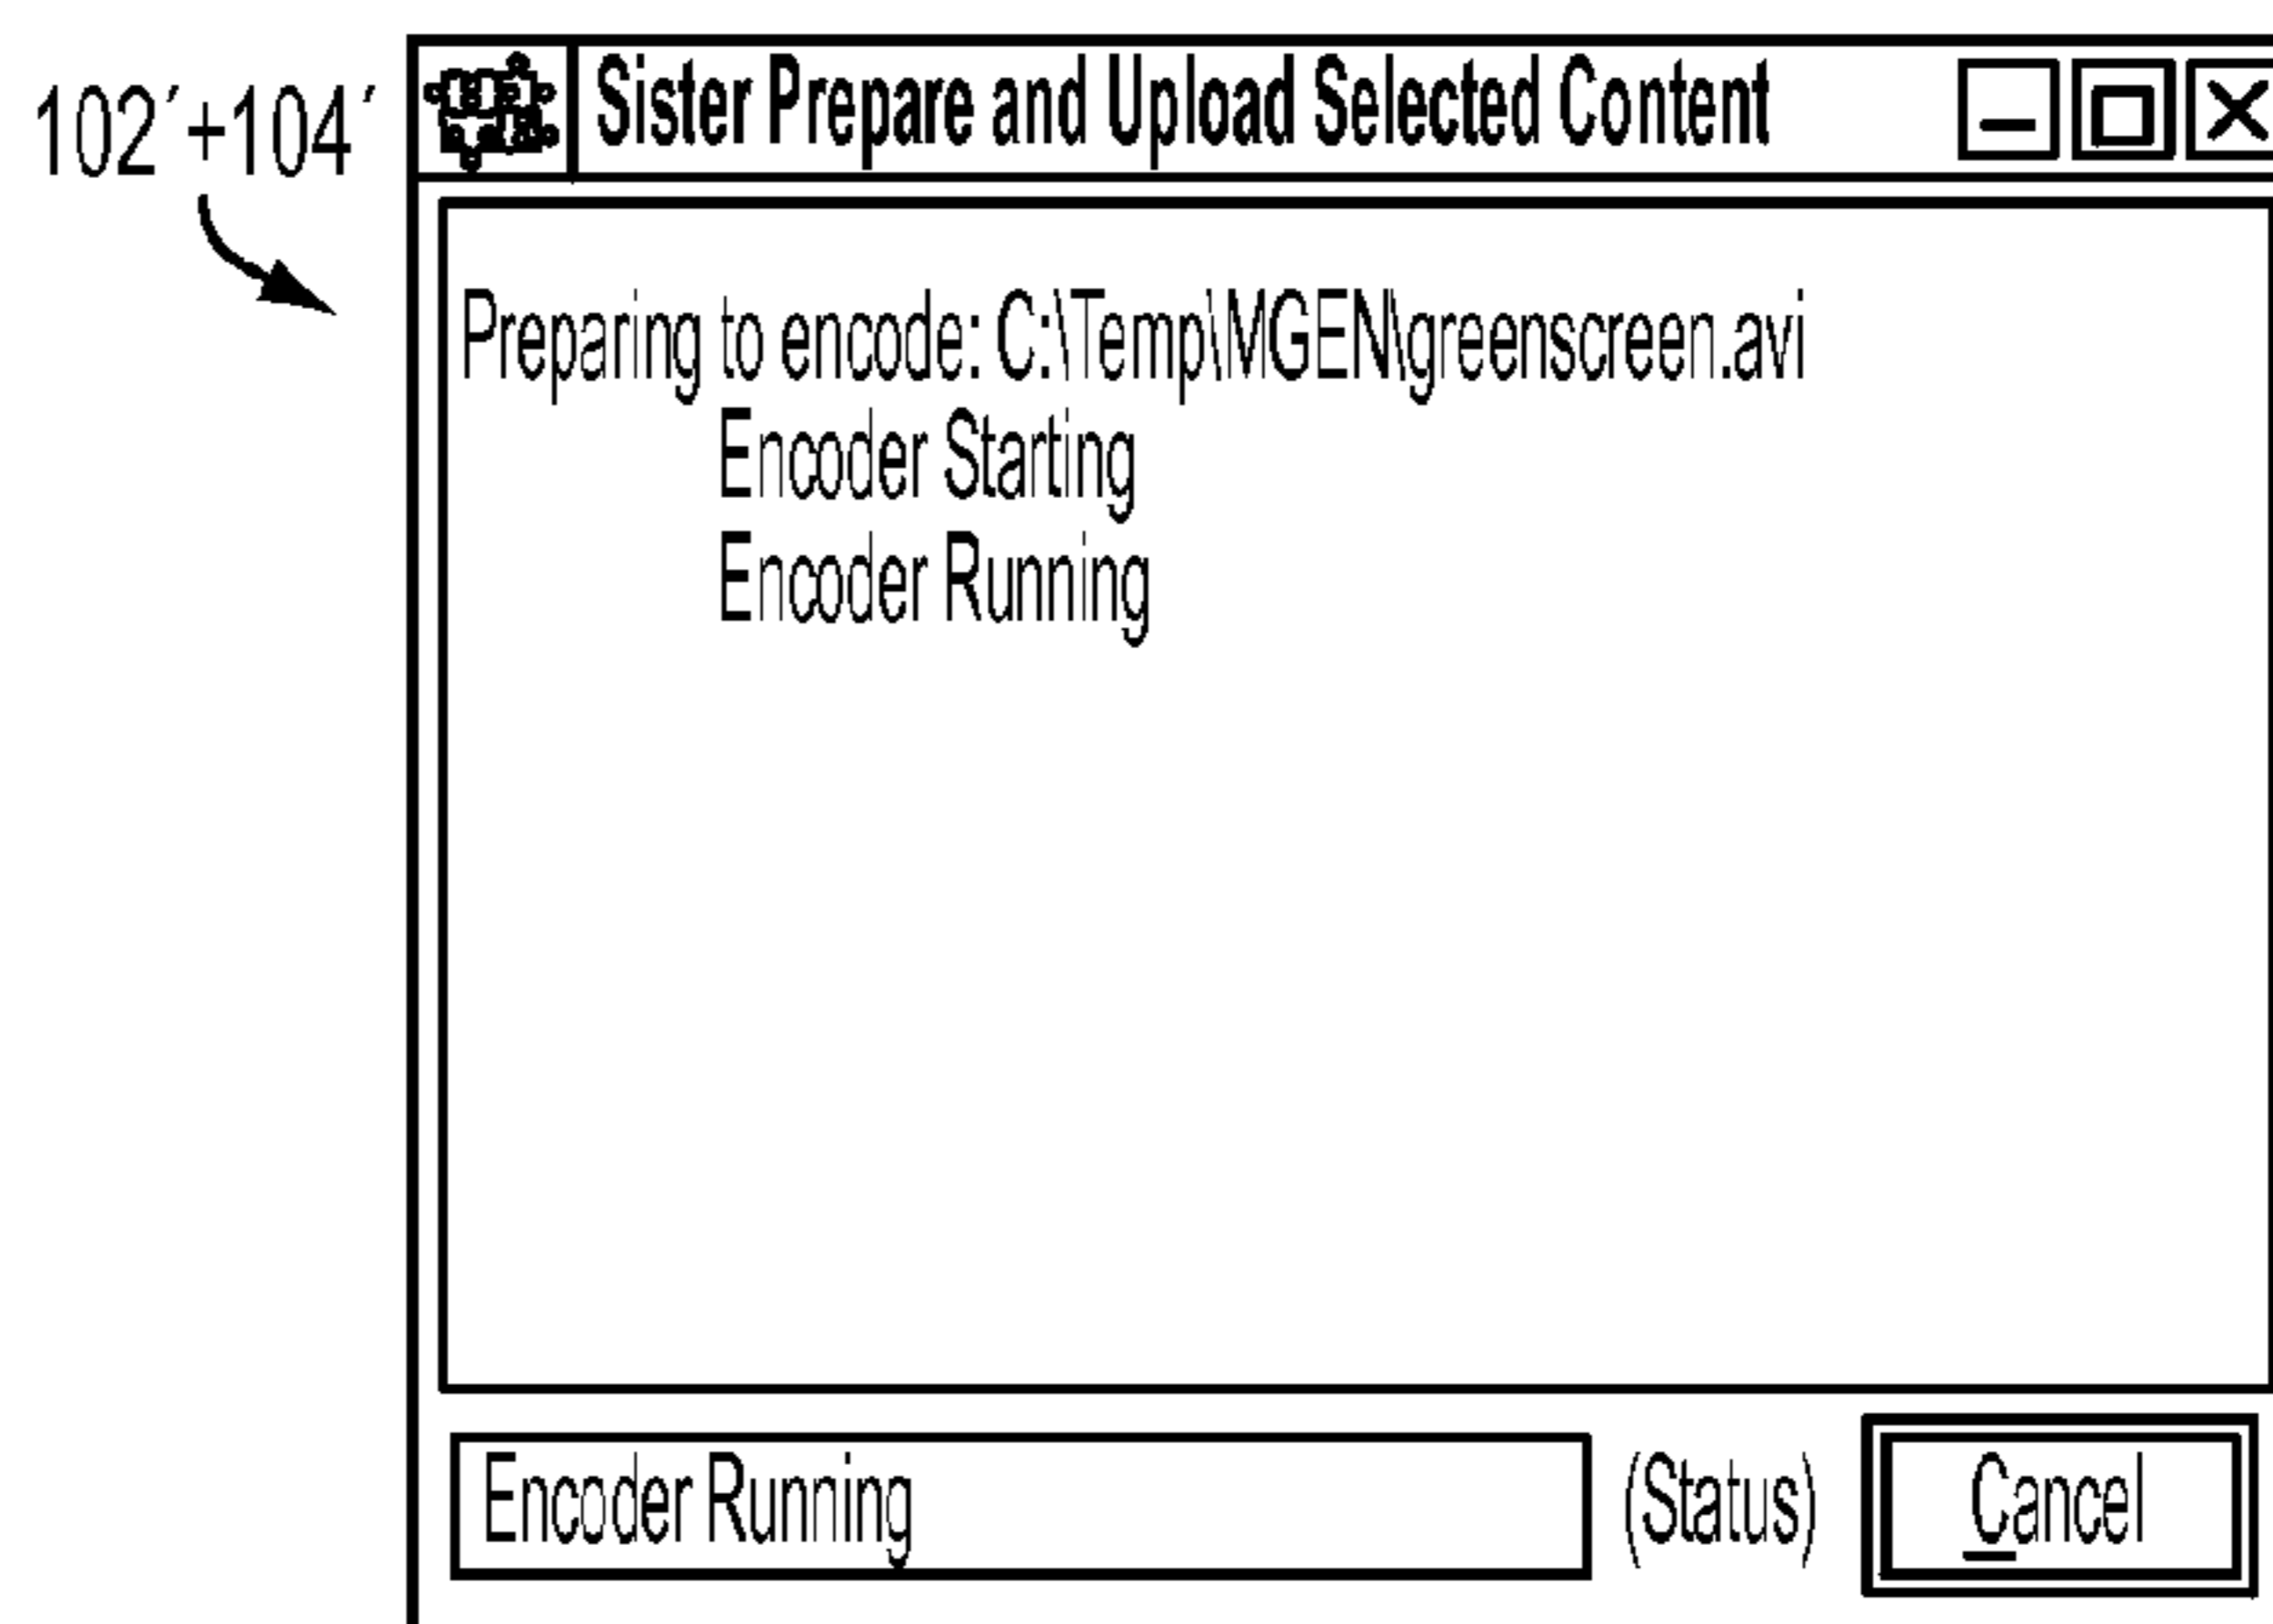 102′+104′
Sister Prepare and Upload Selected Content
Preparing to encode: C:\Temp\MGEN\greenscreen.avi
Encoder Starting
Encoder Running
Encoder Running (Status) Cancel